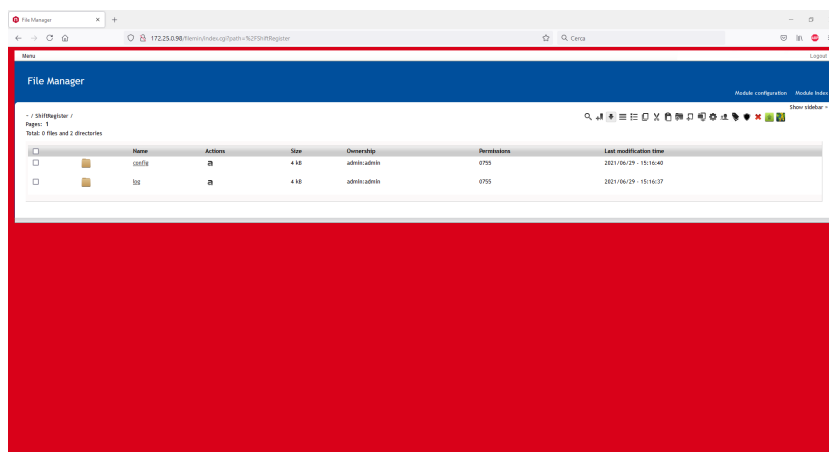 File Manager
172.25.0.98/filemin/index.cgi?path=%2FShiftRegister
Cerca
Menu
Logout
File Manager
Module configuration Module Index
Show sidebar
~ / ShiftRegister /
Pages: 1
Total: 0 files and 2 directories
Name Actions Size Ownership Permissions Last modification time
config a 4 kB admin:admin 0755 2021/06/29 - 15:16:40
log a 4 kB admin:admin 0755 2021/06/29 - 15:16:37